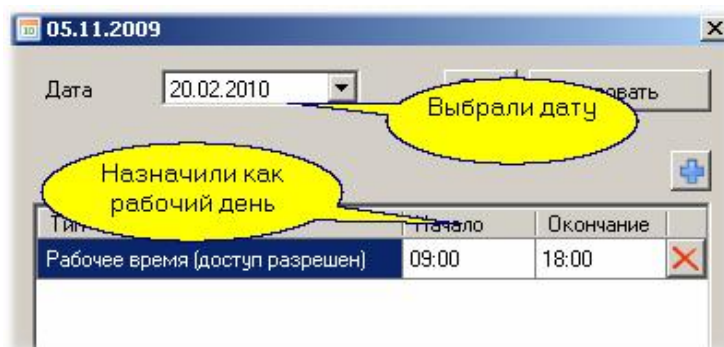 05.11.2009
Дата
20.02.2010
Выбрали дату
Назначили как
рабочий день
Начало
Окончание
Рабочее время (доступ разрешен)
09:00
18:00